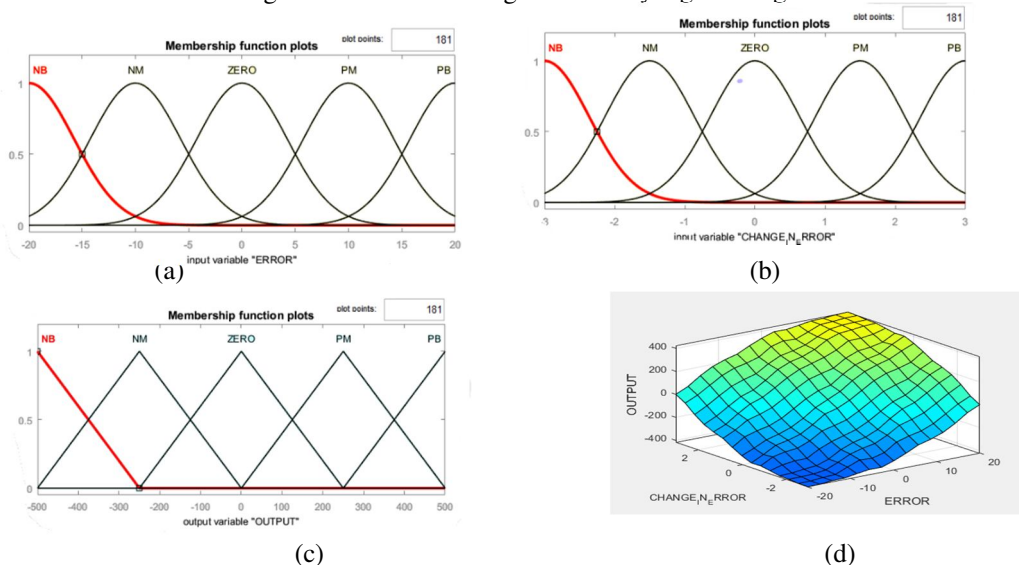 plot points: 181
Membership function plots
NB NM ZERO PM PB
1
0.5
0
-20 -15 -10 -5 0 5 10 15 20
input variable "ERROR"
(a)
plot points: 181
Membership function plots
NB NM ZERO PM PB
1
0.5
0
-3 -2 -1 0 1 2 3
input variable "CHANGE_IN_ERROR"
(b)
plot points: 181
Membership function plots
NB NM ZERO PM PB
1
0.5
0
-500 -400 -300 -200 -100 0 100 200 300 400 500
output variable "OUTPUT"
(c)
400
200
0
-200
-400
OUTPUT
2
0
-2
CHANGE_IN_ERROR
-20
-10
0
10
20
ERROR
(d)